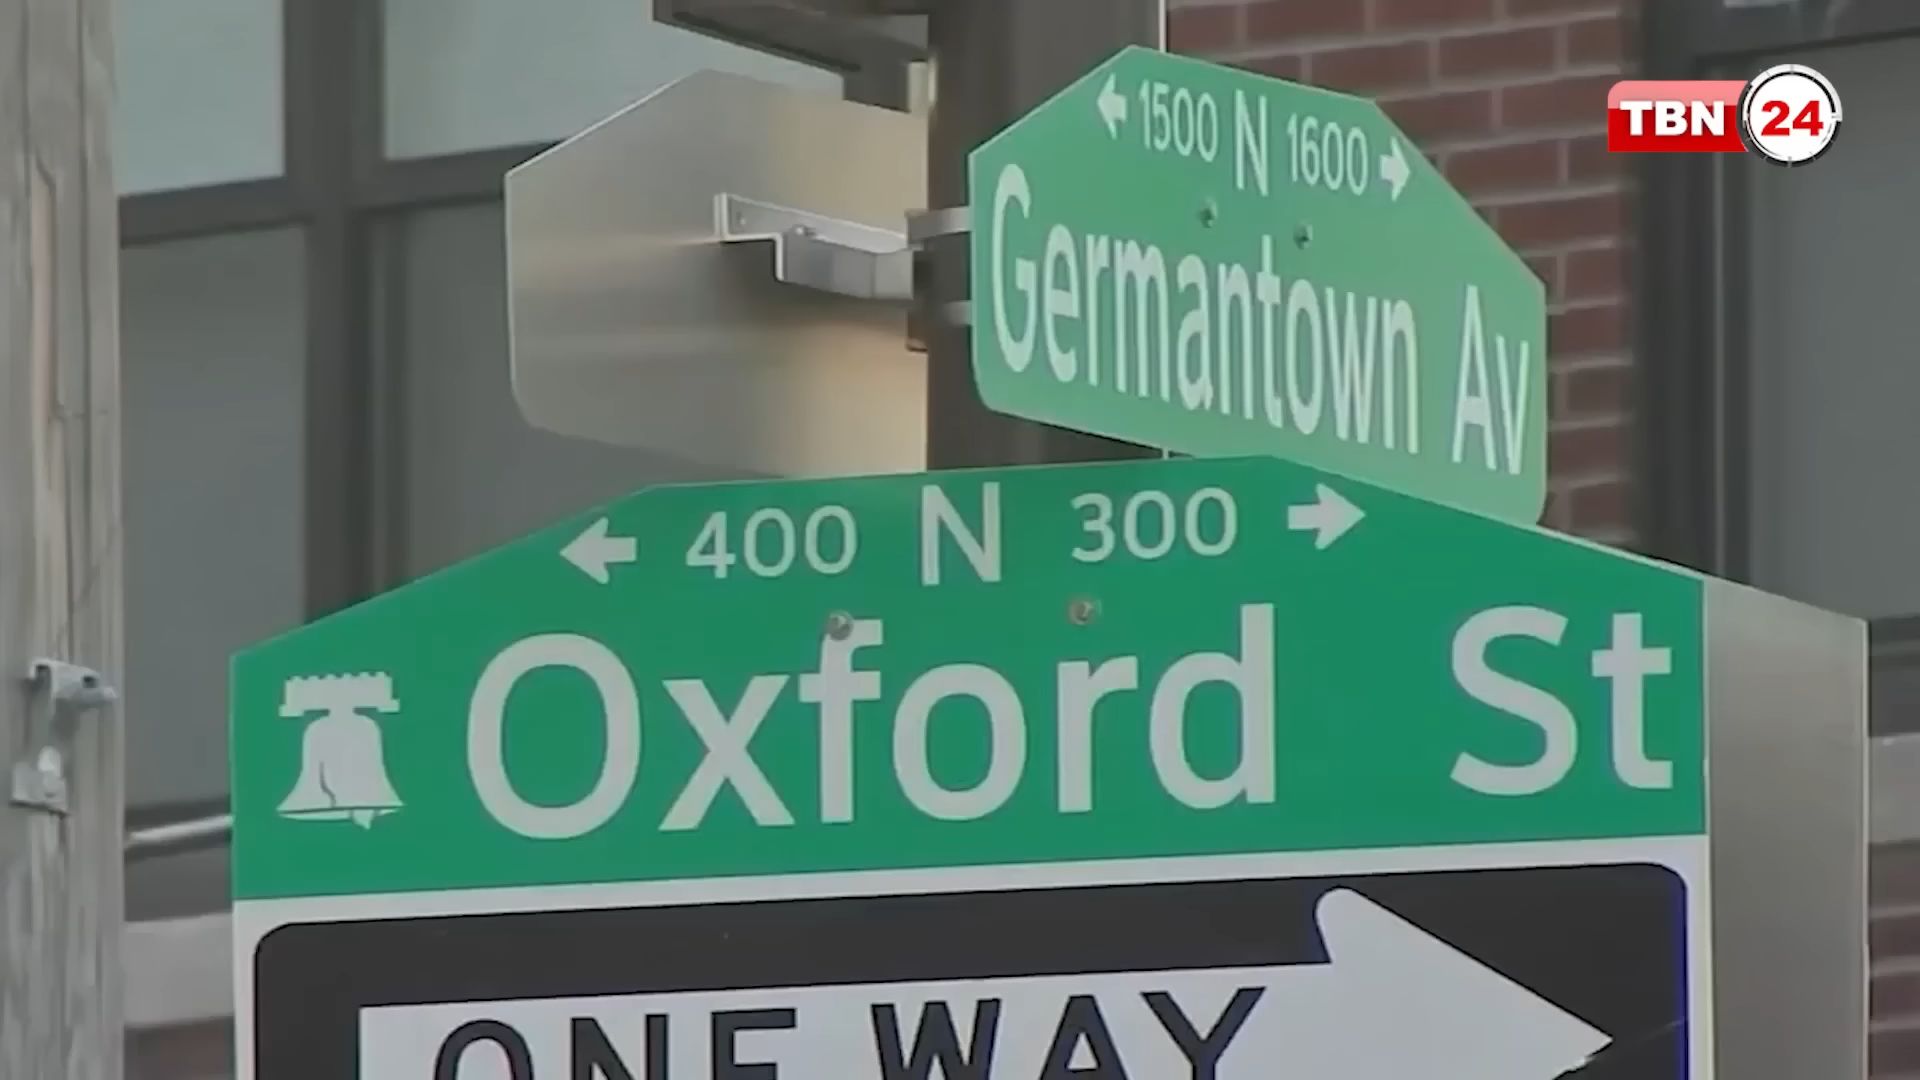 TBN 24
← 1500 N 1600 →
Germantown Av
← 400 N 300 →
Oxford St
ONE WAY